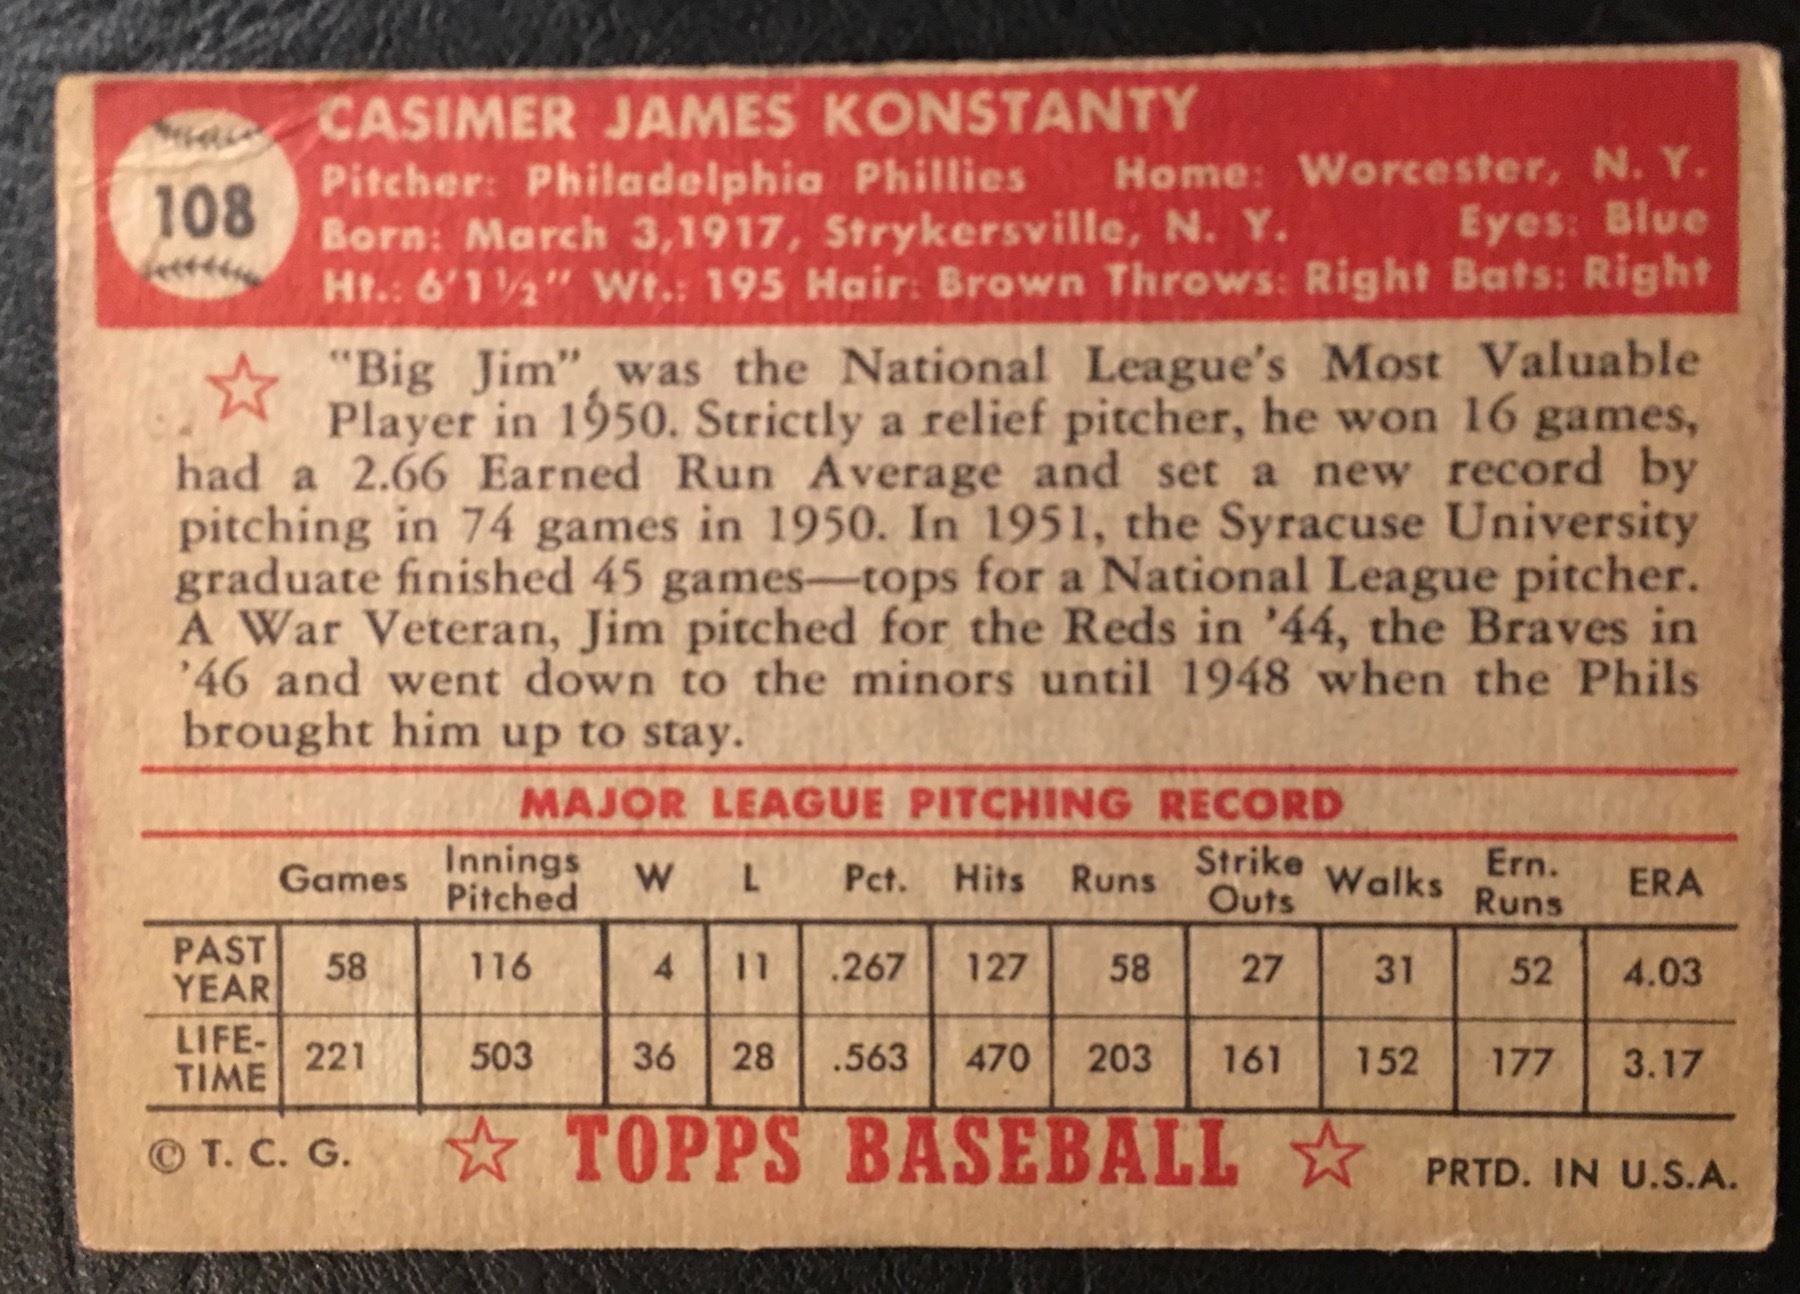 108
CASIMER JAMES KONSTANTY
Pitcher: Philadelphia Phillies Home: Worcester, N. Y.
Born: March 3,1917, Strykersville, N. Y. Eyes: Blue
Ht.: 6'1½" Wt.: 195 Hair: Brown Throws: Right Bats: Right
"Big Jim", was the National League's Most Valuable
Player in 1950. Strictly a relief pitcher, he won 16 games,
had a 2.66 Earned Run Average and set a new record by
pitching in 74 games in 1950. In 1951, the Syracuse University
graduate finished 45 games—tops for a National League pitcher.
A War Veteran, Jim pitched for the Reds in '44, the Braves in
'46 and went down to the minors until 1948 when the Phils
brought him up to stay.
MAJOR LEAGUE PITCHING RECORD
Games Innings Pitched W L Pct. Hits Runs Strike Outs Walks Ern. Runs ERA
PAST YEAR 58 116 4 11 .267 127 58 27 31 52 4.03
LIFE-TIME 221 503 36 28 .563 470 203 161 152 177 3.17
© T. C. G. ☆ TOPPS BASEBALL ☆ PRTD. IN U.S.A.